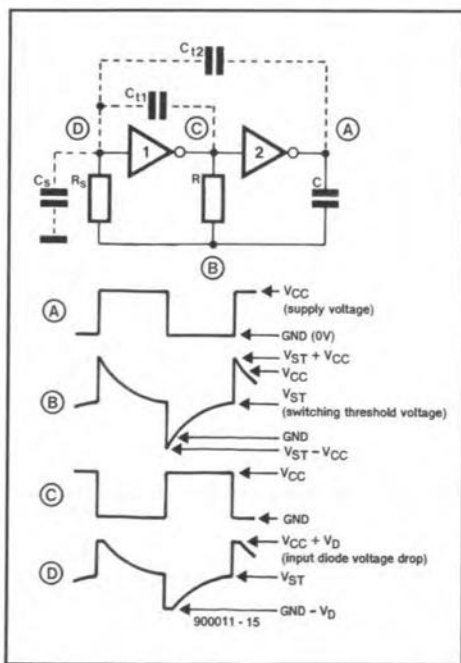 Ct2
Ct1
D
C
A
1
2
Cs
Rs
R
C
B
A
VCC
(supply voltage)
GND (0V)
B
VST + VCC
VCC
VST
(switching threshold voltage)
GND
VST – VCC
C
VCC
GND
D
VCC + VD
(input diode voltage drop)
VST
GND – VD
900011 - 15